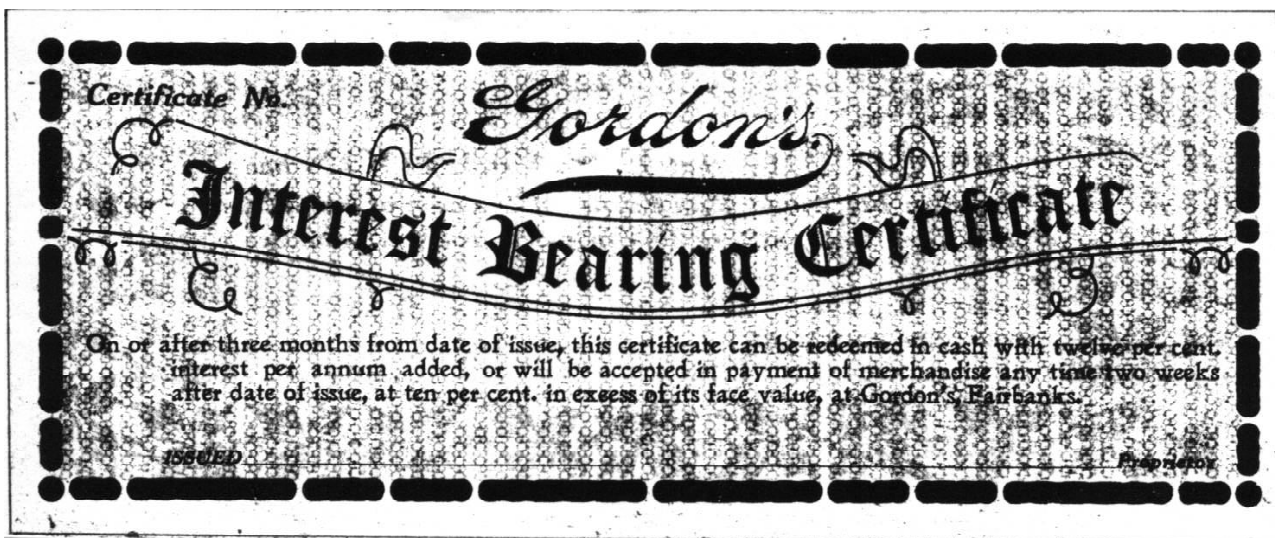 Certificate No.
Gordon's.
Interest Bearing Certificate
On or after three months from date of issue, this certificate can be redeemed in cash with twelve per cent.
interest per annum added, or will be accepted in payment of merchandise any time two weeks
after date of issue, at ten per cent. in exsess of its face value, at Gordon's, Fairbanks.
ISSUED Proprietor